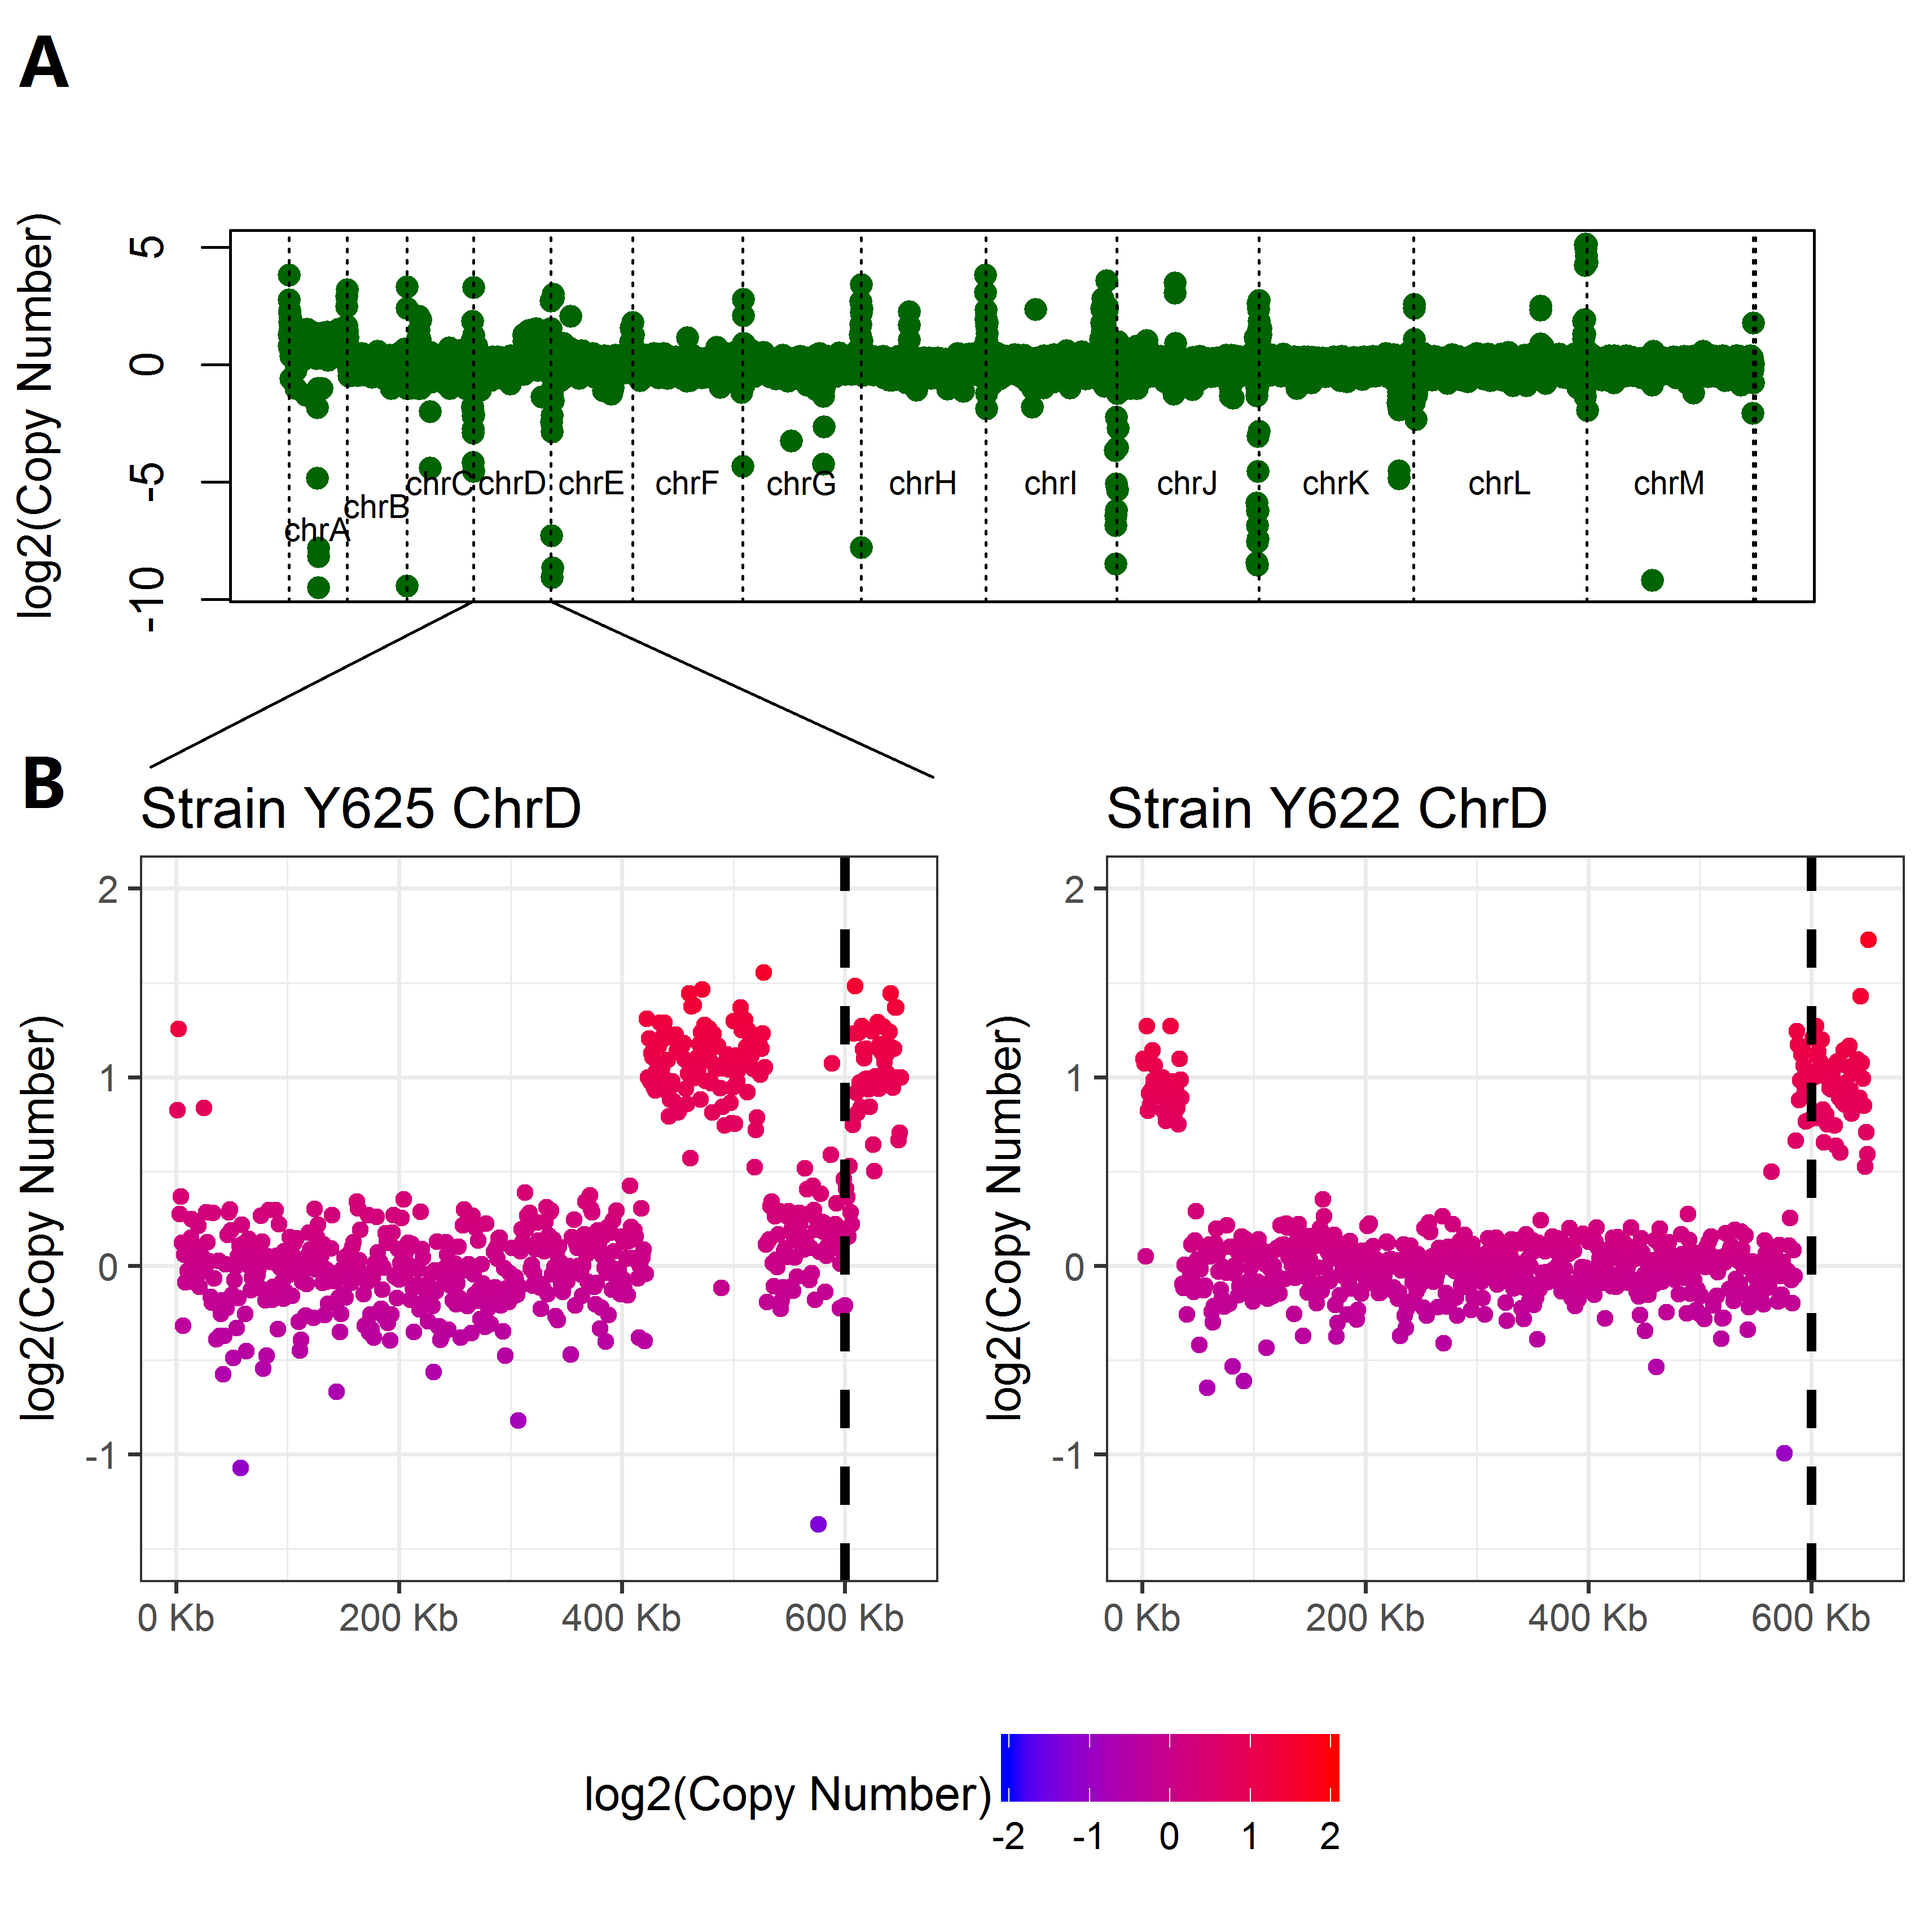 A
log2(Copy Number)
5
0
-5
-10
chrA
chrB
chrC
chrD
chrE
chrF
chrG
chrH
chrI
chrJ
chrK
chrL
chrM
B
Strain Y625 ChrD
log2(Copy Number)
2
1
0
-1
0 Kb
200 Kb
400 Kb
600 Kb
Strain Y622 ChrD
log2(Copy Number)
2
1
0
-1
0 Kb
200 Kb
400 Kb
600 Kb
log2(Copy Number)
-2
-1
0
1
2